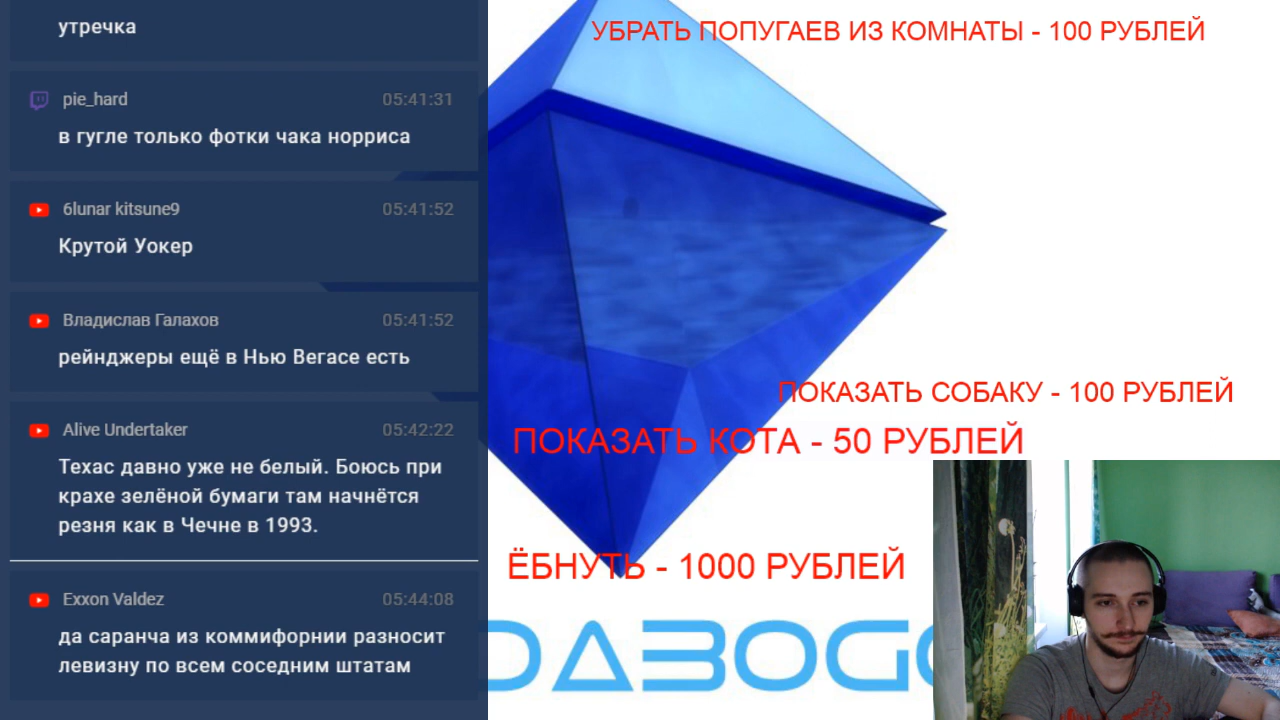 утречка
pie_hard 05:41:31
в гугле только фотки чака норриса
6lunar kitsune9 05:41:52
Крутой Уокер
Владислав Галахов 05:41:52
рейнджеры ещё в Нью Вегасе есть
Alive Undertaker 05:42:22
Техас давно уже не белый. Боюсь при
крахе зелёной бумаги там начнётся
резня как в Чечне в 1993.
Exxon Valdez 05:44:08
да саранча из коммифорнии разносит
левизну по всем соседним штатам
УБРАТЬ ПОПУГАЕВ ИЗ КОМНАТЫ - 100 РУБЛЕЙ
ПОКАЗАТЬ СОБАКУ - 100 РУБЛЕЙ
ПОКАЗАТЬ КОТА - 50 РУБЛЕЙ
ЁБНУТЬ - 1000 РУБЛЕЙ